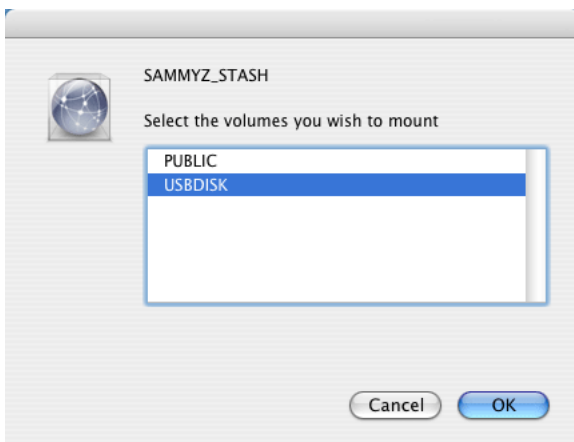 SAMMYZ_STASH
Select the volumes you wish to mount
PUBLIC
USBDISK
Cancel OK